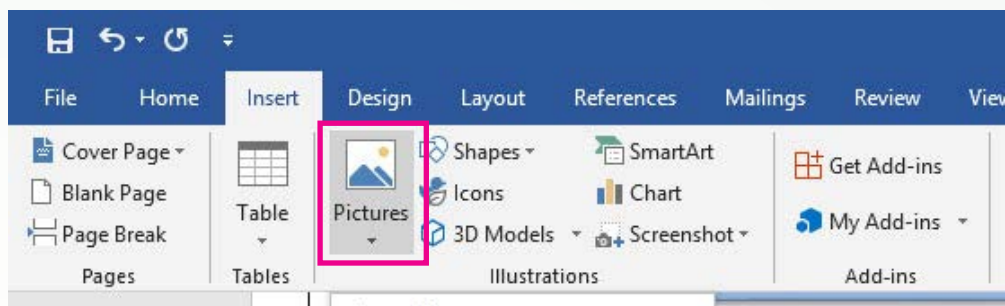 File Home Insert Design Layout References Mailings Review
Cover Page Shapes SmartArt Get Add-ins
Blank Page Icons Chart
Table Pictures My Add-ins
Page Break 3D Models Screenshot
Pages Tables Illustrations Add-ins